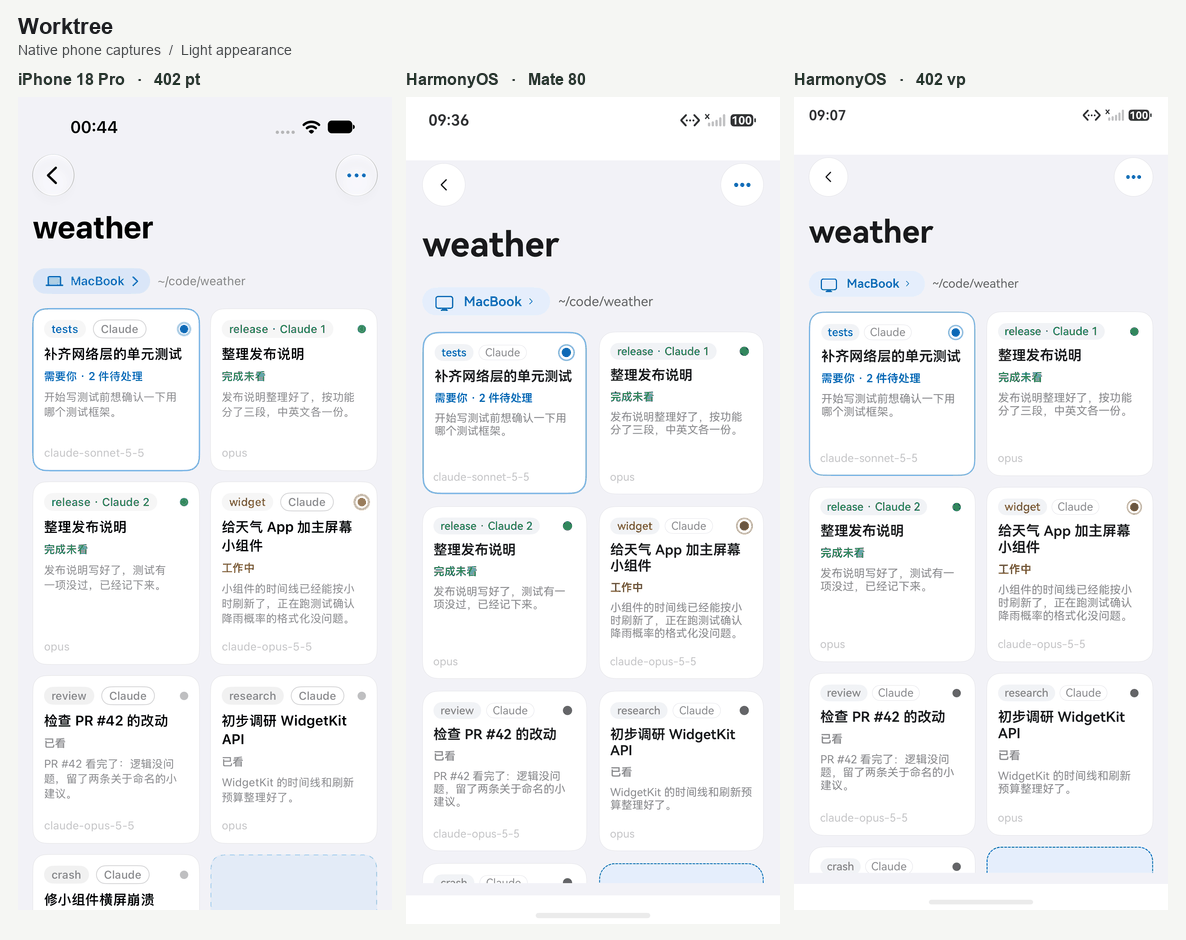 Worktree
Native phone captures / Light appearance
iPhone 18 Pro · 402 pt
00:44
weather
MacBook ~/code/weather
tests Claude
补齐网络层的单元测试
需要你 · 2 件待处理
开始写测试前想确认一下用
哪个测试框架。
claude-sonnet-5-5
release · Claude 1
整理发布说明
完成未看
发布说明整理好了，按功能
分了三段，中英文各一份。
opus
release · Claude 2
整理发布说明
完成未看
发布说明写好了，测试有
一项没过，已经记下来。
opus
widget Claude
给天气 App 加主屏幕
小组件
工作中
小组件的时间线已经能按小
时刷新了，正在跑测试确认
降雨概率的格式化没问题。
claude-opus-5-5
review Claude
检查 PR #42 的改动
已看
PR #42 看完了：逻辑没问
题，留了两条关于命名的小
建议。
claude-opus-5-5
research Claude
初步调研 WidgetKit
API
已看
WidgetKit 的时间线和刷新
预算整理好了。
opus
crash Claude
修小组件横屏崩溃
HarmonyOS · Mate 80
09:36
100
weather
MacBook ~/code/weather
tests Claude
补齐网络层的单元测试
需要你 · 2 件待处理
开始写测试前想确认一下用
哪个测试框架。
claude-sonnet-5-5
release · Claude 1
整理发布说明
完成未看
发布说明整理好了，按功能
分了三段，中英文各一份。
opus
release · Claude 2
整理发布说明
完成未看
发布说明写好了，测试有一
项没过，已经记下来。
opus
widget Claude
给天气 App 加主屏幕
小组件
工作中
小组件的时间线已经能按小
时刷新了，正在跑测试确认
降雨概率的格式化没问题。
claude-opus-5-5
review Claude
检查 PR #42 的改动
已看
PR #42 看完了：逻辑没问
题，留了两条关于命名的小
建议。
claude-opus-5-5
research Claude
初步调研 WidgetKit
API
已看
WidgetKit 的时间线和刷新预
算整理好了。
opus
crash Claude
HarmonyOS · 402 vp
09:07
100
weather
MacBook ~/code/weather
tests Claude
补齐网络层的单元测试
需要你 · 2 件待处理
开始写测试前想确认一下用
哪个测试框架。
claude-sonnet-5-5
release · Claude 1
整理发布说明
完成未看
发布说明整理好了，按功能
分了三段，中英文各一份。
opus
release · Claude 2
整理发布说明
完成未看
发布说明写好了，测试有一
项没过，已经记下来。
opus
widget Claude
给天气 App 加主屏幕
小组件
工作中
小组件的时间线已经能按小
时刷新了，正在跑测试确认
降雨概率的格式化没问题。
claude-opus-5-5
review Claude
检查 PR #42 的改动
已看
PR #42 看完了：逻辑没问
题，留了两条关于命名的小
建议。
claude-opus-5-5
research Claude
初步调研 WidgetKit
API
已看
WidgetKit 的时间线和刷新
预算整理好了。
opus
crash Claude